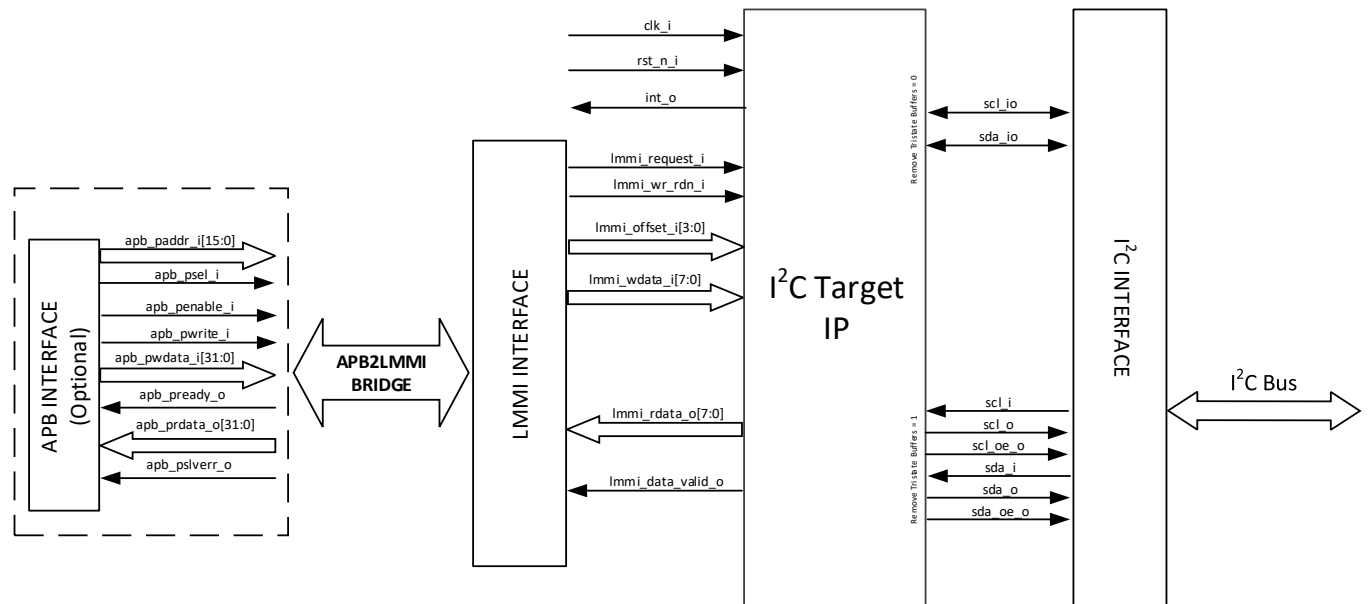 clk_i
rst_n_i
int_o
lmmi_request_i
lmmi_wr_rdn_i
lmmi_offset_i[3:0]
lmmi_wdata_i[7:0]
lmmi_rdata_o[7:0]
lmmi_data_valid_o
APB INTERFACE
(Optional)
apb_paddr_i[15:0]
apb_psel_i
apb_penable_i
apb_pwrite_i
apb_pwdata_i[31:0]
apb_pready_o
apb_prdata_o[31:0]
apb_pslverr_o
APB2LMMI
BRIDGE
LMMI INTERFACE
I²C Target
IP
Remove Tristate Buffers = 0
Remove Tristate Buffers = 1
scl_io
sda_io
scl_i
scl_o
scl_oe_o
sda_i
sda_o
sda_oe_o
I²C INTERFACE
I²C Bus